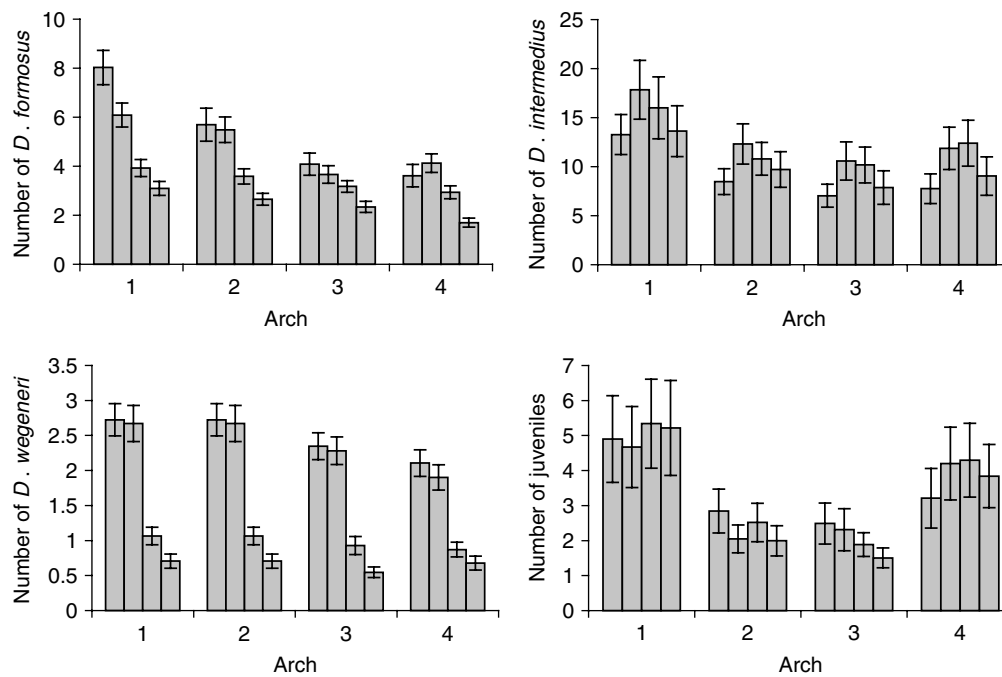 Number of D. formosus
10
8
6
4
2
0
1 2 3 4
Arch
Number of D. intermedius
25
20
15
10
5
0
1 2 3 4
Arch
Number of D. wegeneri
3.5
3
2.5
2
1.5
1
0.5
0
1 2 3 4
Arch
Number of juveniles
7
6
5
4
3
2
1
0
1 2 3 4
Arch